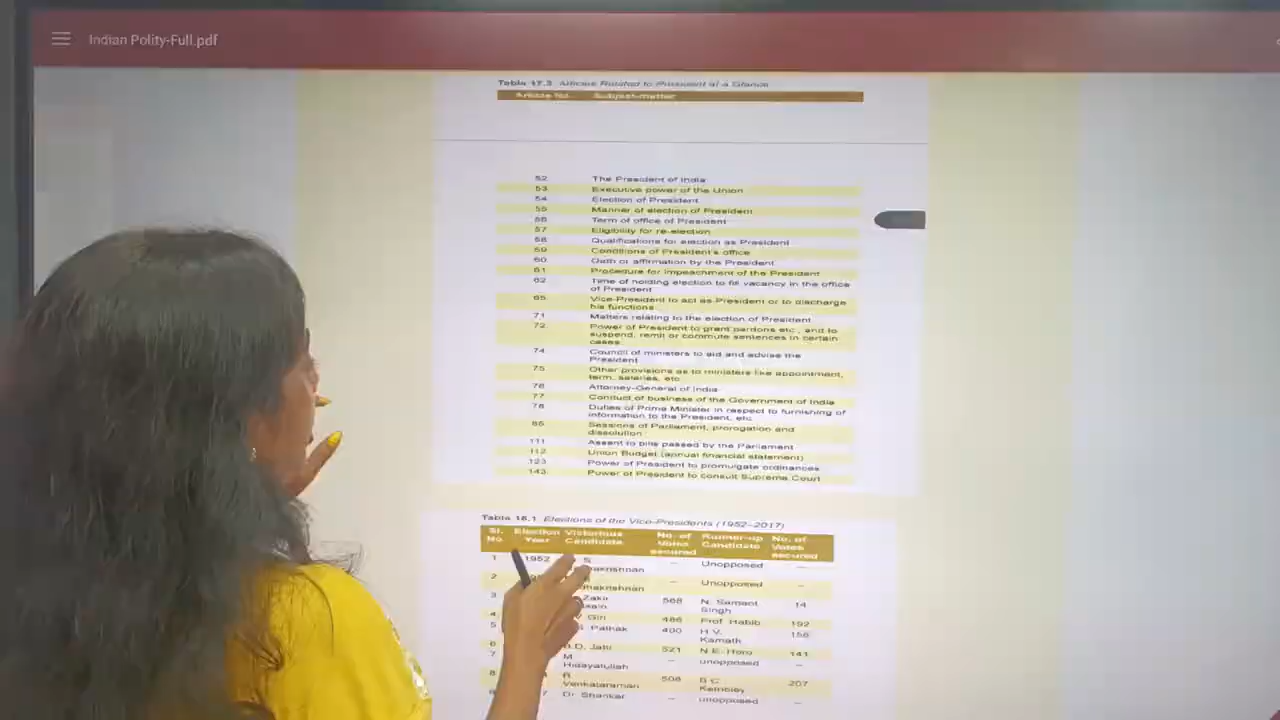 Indian Polity-Full.pdf
Table 17.3 Articles Related to President at a Glance
Article No. Subject-matter
52 The President of India
53 Executive power of the Union
54 Election of President
55 Manner of election of President
56 Term of office of President
57 Eligibility for re-election
58 Qualifications for election as President
59 Conditions of President's office
60 Oath or affirmation by the President
61 Procedure for impeachment of the President
62 Time of holding election to fill vacancy in the office
of President
65 Vice-President to act as President or to discharge
his functions
71 Matters relating to the election of President
72 Power of President to grant pardons etc., and to
suspend, remit or commute sentences in certain
cases
74 Council of ministers to aid and advise the
President
75 Other provisions as to ministers like appointment,
term, salaries, etc.
76 Attorney-General of India
77 Conduct of business of the Government of India
78 Duties of Prime Minister in respect to furnishing of
information to the President, etc.
85 Sessions of Parliament, prorogation and
dissolution
111 Assent to bills passed by the Parliament
112 Union Budget (annual financial statement)
123 Power of President to promulgate ordinances
143 Power of President to consult Supreme Court
Table 18.1 Elections of the Vice-Presidents (1952–2017)
Sl. Election Victorious No. of Runner-up No. of
No. Year Candidate Votes Candidate Votes
secured secured
1 1952 S. – Unopposed –
2 – Unopposed –
3 Zakir 568 N. Samant 14
Singh
4 Giri 486 Prof. Habib 192
5 Pathak 400 H.V. 156
Kamath
6 B.D. Jatti 521 N.E. Horo 141
7 M. – unopposed –
Hidayatullah
8 R. 508 B.C. 207
Venkataraman Kambley
Dr. Shankar – unopposed –